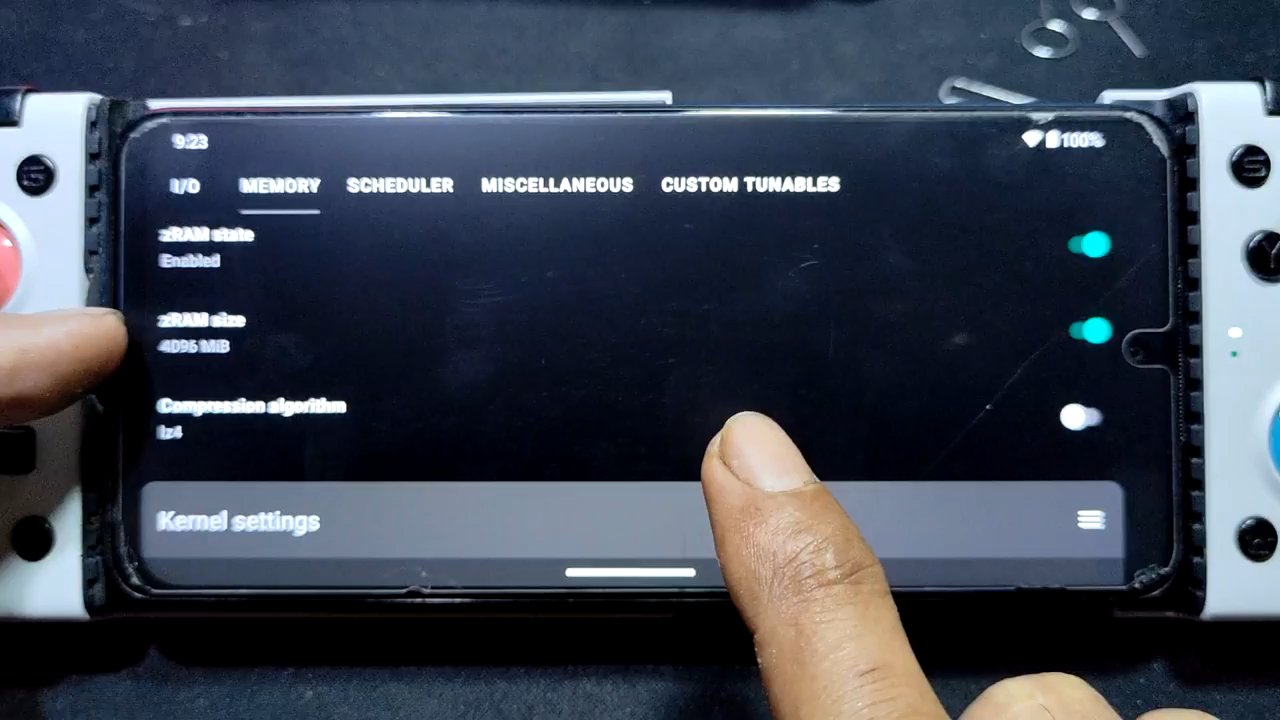 9:23
100%
I/O MEMORY SCHEDULER MISCELLANEOUS CUSTOM TUNABLES
zRAM state
Enabled
zRAM size
4096 MiB
Compression algorithm
lz4
Kernel settings